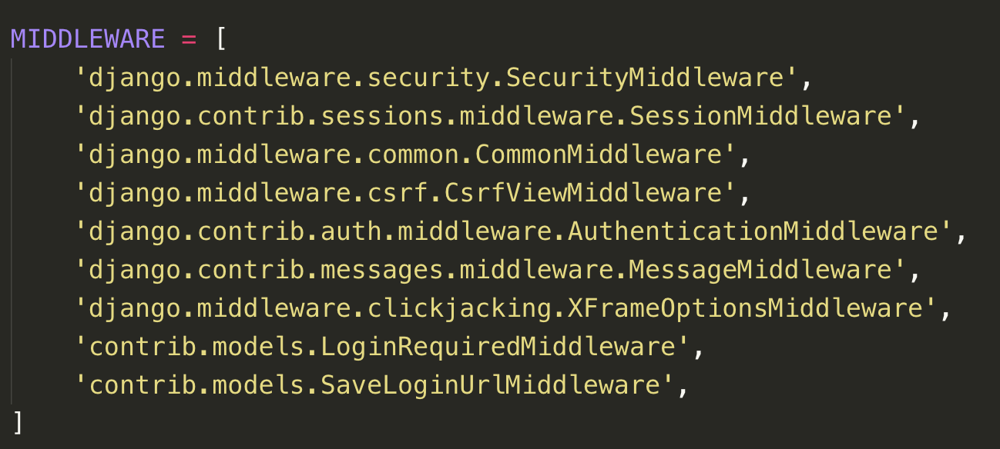 MIDDLEWARE = [
    'django.middleware.security.SecurityMiddleware',
    'django.contrib.sessions.middleware.SessionMiddleware',
    'django.middleware.common.CommonMiddleware',
    'django.middleware.csrf.CsrfViewMiddleware',
    'django.contrib.auth.middleware.AuthenticationMiddleware',
    'django.contrib.messages.middleware.MessageMiddleware',
    'django.middleware.clickjacking.XFrameOptionsMiddleware',
    'contrib.models.LoginRequiredMiddleware',
    'contrib.models.SaveLoginUrlMiddleware',
]